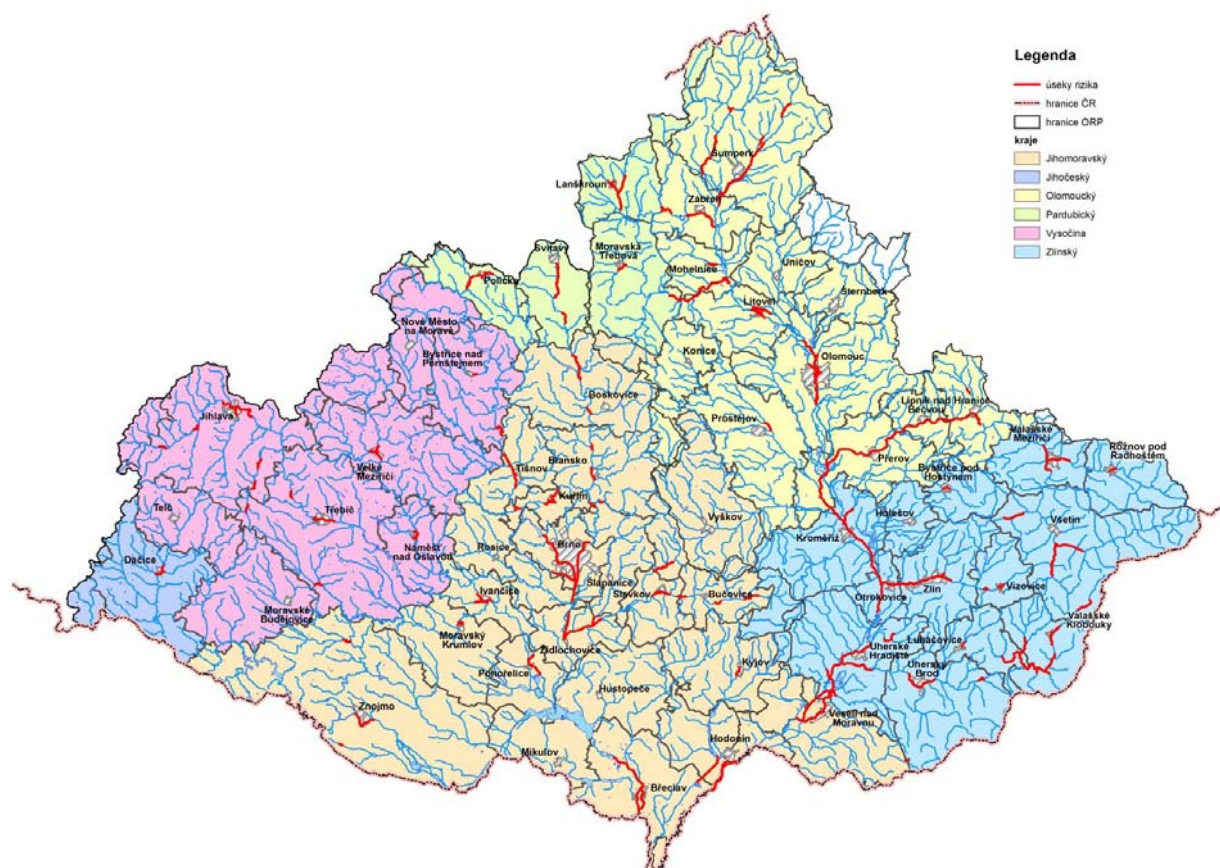 Legenda
úseky rizika
hranice ČR
hranice ORP
kraje
Jihomoravský
Jihočeský
Olomoucký
Pardubický
Vysočina
Zlínský
Šumperk
Lanškroun
Zábřeh
Svitavy
Moravská
Třebová
Mohelnice
Uničov
Šternberk
Litovel
Polička
Nové Město
na Moravě
Bystřice nad
Pernštejnem
Konice
Olomouc
Boskovice
Prostějov
Lipník nad
Bečvou
Hranice
Valašské
Meziříčí
Rožnov pod
Radhoštěm
Přerov
Bystřice pod
Hostýnem
Jihlava
Velké
Meziříčí
Tišnov
Blansko
Kuřim
Vyškov
Holešov
Vsetín
Kroměříž
Telč
Třebíč
Náměšť
nad Oslavou
Rosice
Brno
Šlapanice
Slavkov
Bučovice
Otrokovice
Zlín
Vizovice
Dačice
Moravské
Budějovice
Ivančice
Moravský
Krumlov
Židlochovice
Pohořelice
Hustopeče
Kyjov
Uherské
Hradiště
Luhačovice
Uherský
Brod
Valašské
Klobouky
Veselí nad
Moravou
Znojmo
Mikulov
Hodonín
Břeclav